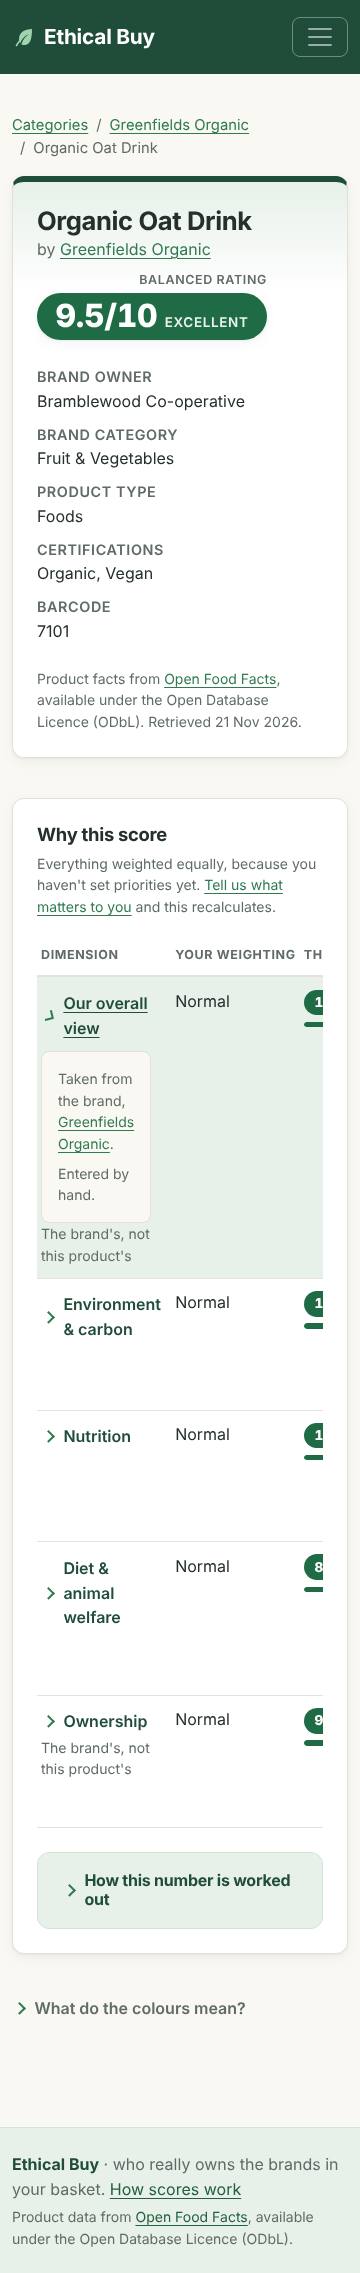 Ethical Buy
Categories / Greenfields Organic
/ Organic Oat Drink
Organic Oat Drink
by Greenfields Organic
BALANCED RATING
9.5/10 EXCELLENT
BRAND OWNER
Bramblewood Co-operative
BRAND CATEGORY
Fruit & Vegetables
PRODUCT TYPE
Foods
CERTIFICATIONS
Organic, Vegan
BARCODE
7101
Product facts from Open Food Facts,
available under the Open Database
Licence (ODbL). Retrieved 21 Nov 2026.
Why this score
Everything weighted equally, because you
haven't set priorities yet. Tell us what
matters to you and this recalculates.
DIMENSION YOUR WEIGHTING TH
Our overall
view
Normal
1
Taken from
the brand,
Greenfields
Organic.
Entered by
hand.
The brand's, not
this product's
Environment
& carbon
Normal
1
Nutrition
Normal
1
Diet &
animal
welfare
Normal
8
Ownership
Normal
9
The brand's, not
this product's
How this number is worked
out
What do the colours mean?
Ethical Buy · who really owns the brands in
your basket. How scores work
Product data from Open Food Facts, available
under the Open Database Licence (ODbL).